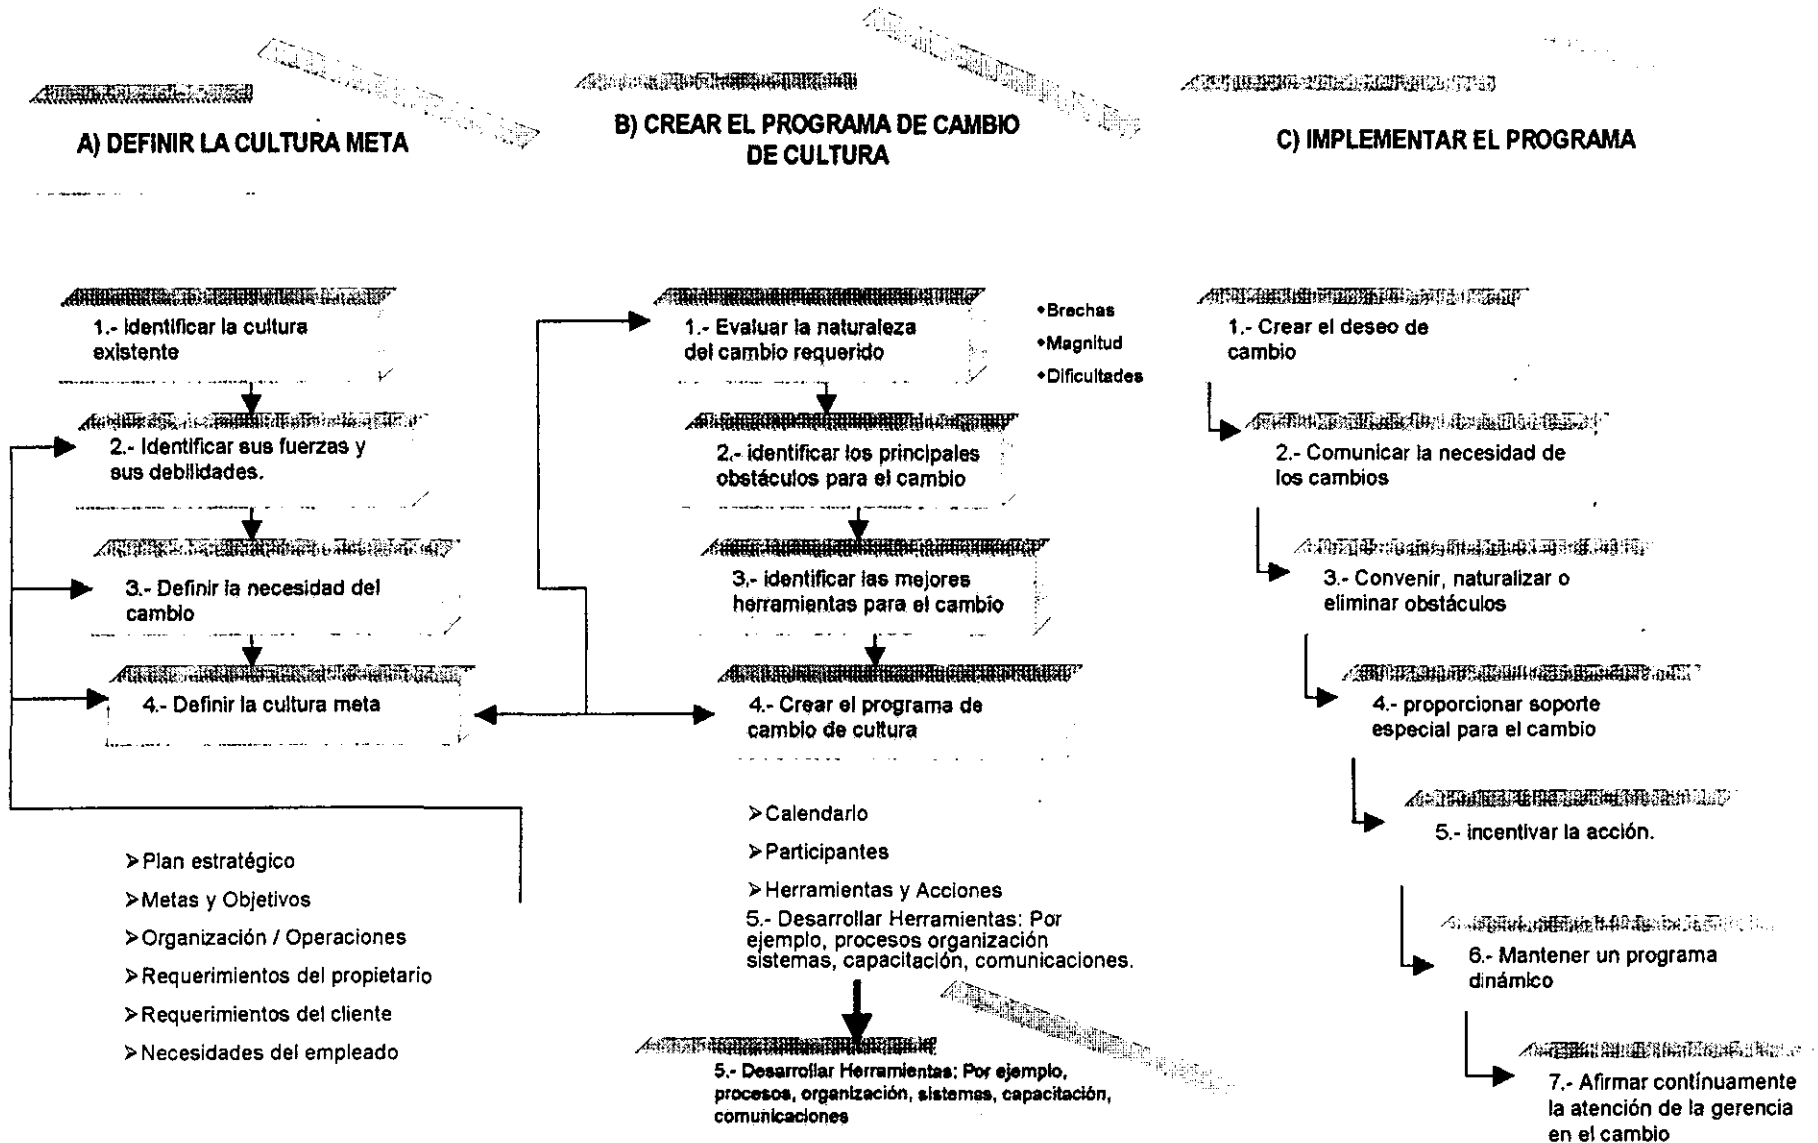 A) DEFINIR LA CULTURA META
1.- Identificar la cultura
existente
2.- Identificar sus fuerzas y
sus debilidades.
3.- Definir la necesidad del
cambio
4.- Definir la cultura meta
➢Plan estratégico
➢Metas y Objetivos
➢Organización / Operaciones
➢Requerimientos del propietario
➢Requerimientos del cliente
➢Necesidades del empleado
B) CREAR EL PROGRAMA DE CAMBIO
DE CULTURA
1.- Evaluar la naturaleza
del cambio requerido
◆Brechas
◆Magnitud
◆Dificultades
2.- identificar los principales
obstáculos para el cambio
3.- identificar las mejores
herramientas para el cambio
4.- Crear el programa de
cambio de cultura
➢Calendario
➢Participantes
➢Herramientas y Acciones
5.- Desarrollar Herramientas: Por
ejemplo, procesos organización
sistemas, capacitación, comunicaciones.
5.- Desarrollar Herramientas: Por ejemplo,
procesos, organización, sistemas, capacitación,
comunicaciones
C) IMPLEMENTAR EL PROGRAMA
1.- Crear el deseo de
cambio
2.- Comunicar la necesidad de
los cambios
3.- Convenir, naturalizar o
eliminar obstáculos
4.- proporcionar soporte
especial para el cambio
5.- incentivar la acción.
6.- Mantener un programa
dinámico
7.- Afirmar contínuamente
la atención de la gerencia
en el cambio